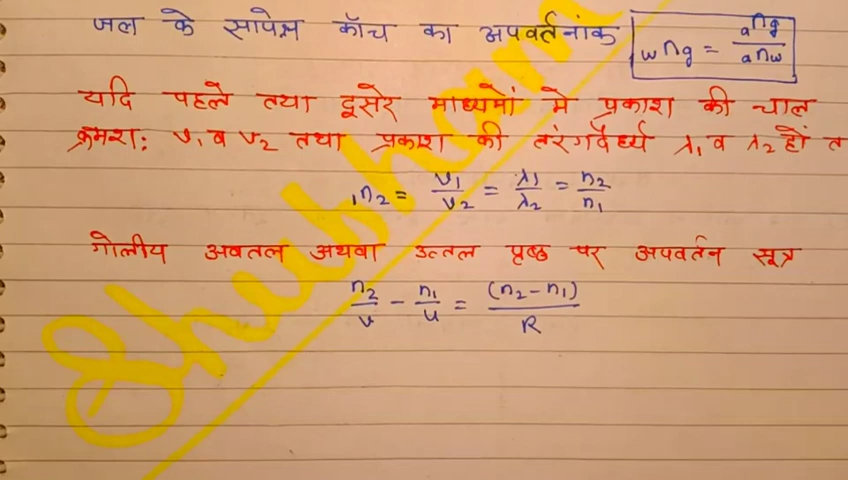 जल के सापेक्ष काँच का अपवर्तनांक wng = ang/anw
यदि पहले तथा दूसरे माध्यमों मे प्रकाश की चाल
क्रमश: v1 व v2 तथा प्रकाश की तरंगदैर्ध्य λ1 व λ2 हों त
1n2 = v1/v2 = λ1/λ2 = n2/n1
गोलीय अवतल अथवा उत्तल पृष्ठ पर अपवर्तन सूत्र
n2/v - n1/u = (n2-n1)/R
Shubham